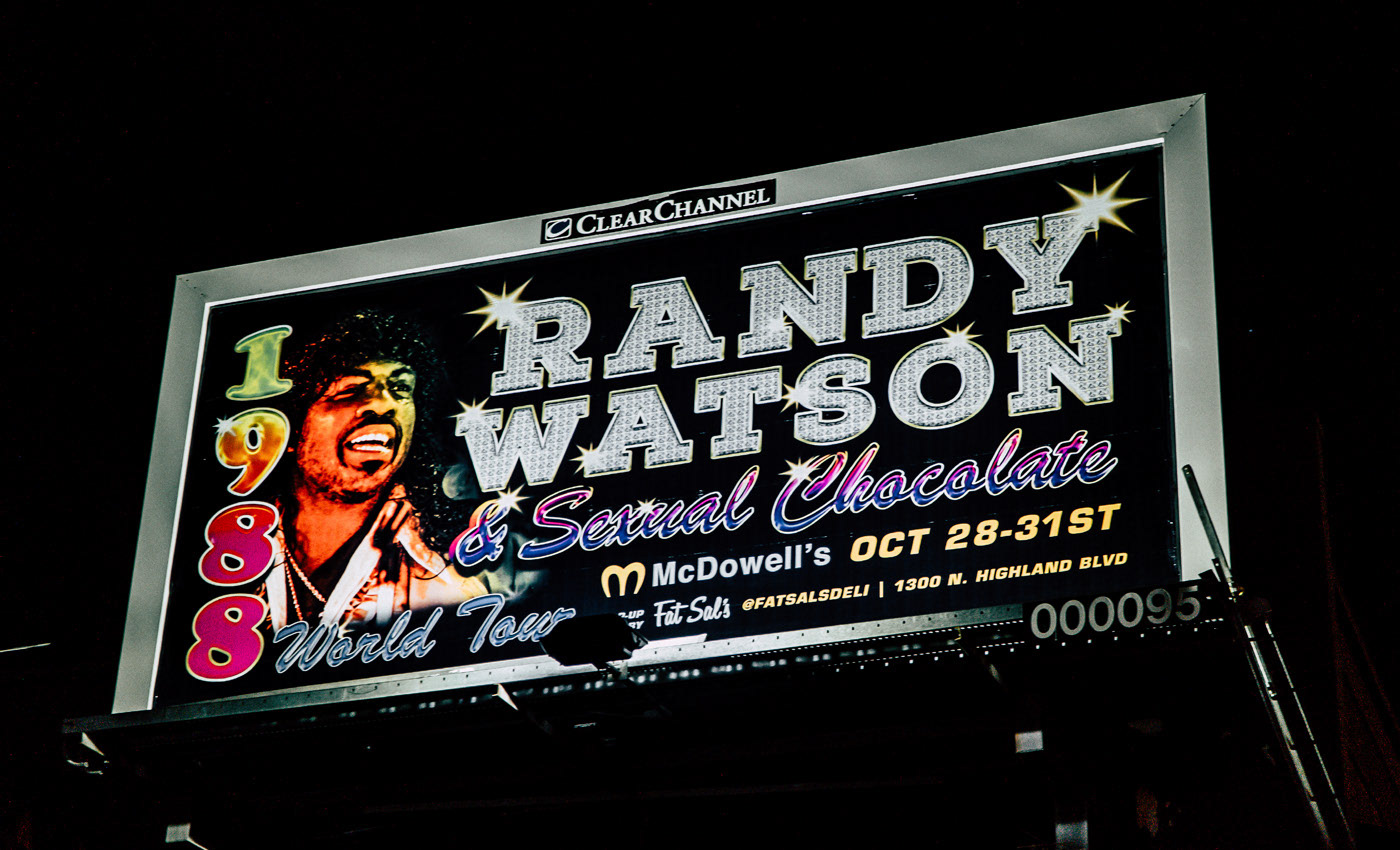 CLEARCHANNEL
1988
RANDY
WATSON
& Sexual Chocolate
World Tour
McDowell's OCT 28-31ST
Fat Sal's @FATSALSDELI | 1300 N. HIGHLAND BLVD
000095